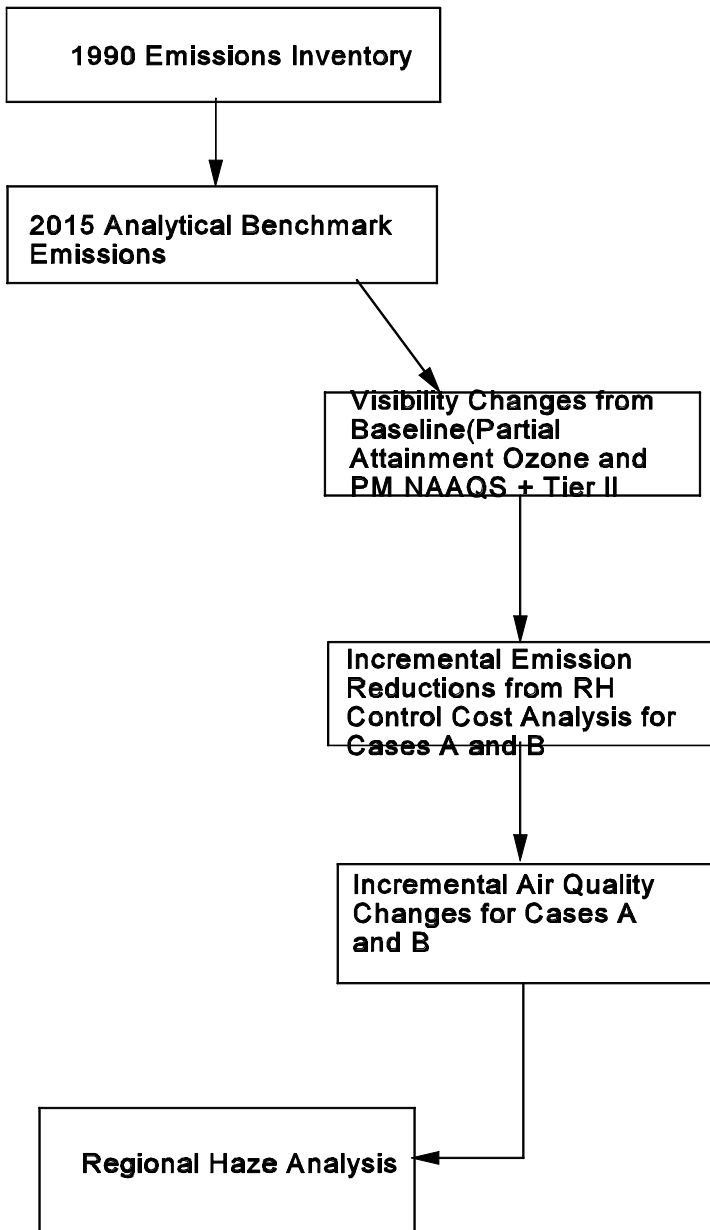 1990 Emissions Inventory
2015 Analytical Benchmark
Emissions
Visibility Changes from
Baseline(Partial
Attainment Ozone and
PM NAAQS + Tier II
Incremental Emission
Reductions from RH
Control Cost Analysis for
Cases A and B
Incremental Air Quality
Changes for Cases A
and B
Regional Haze Analysis